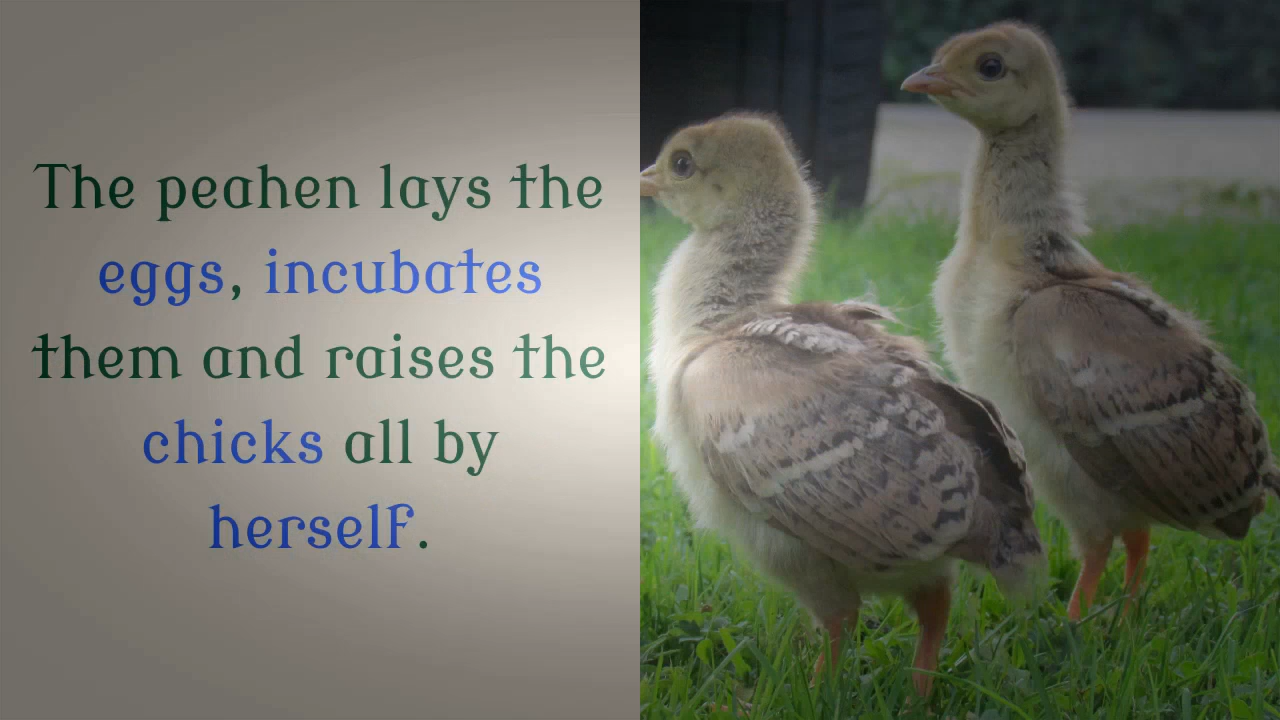 The peahen lays the
eggs, incubates
them and raises the
chicks all by
herself.